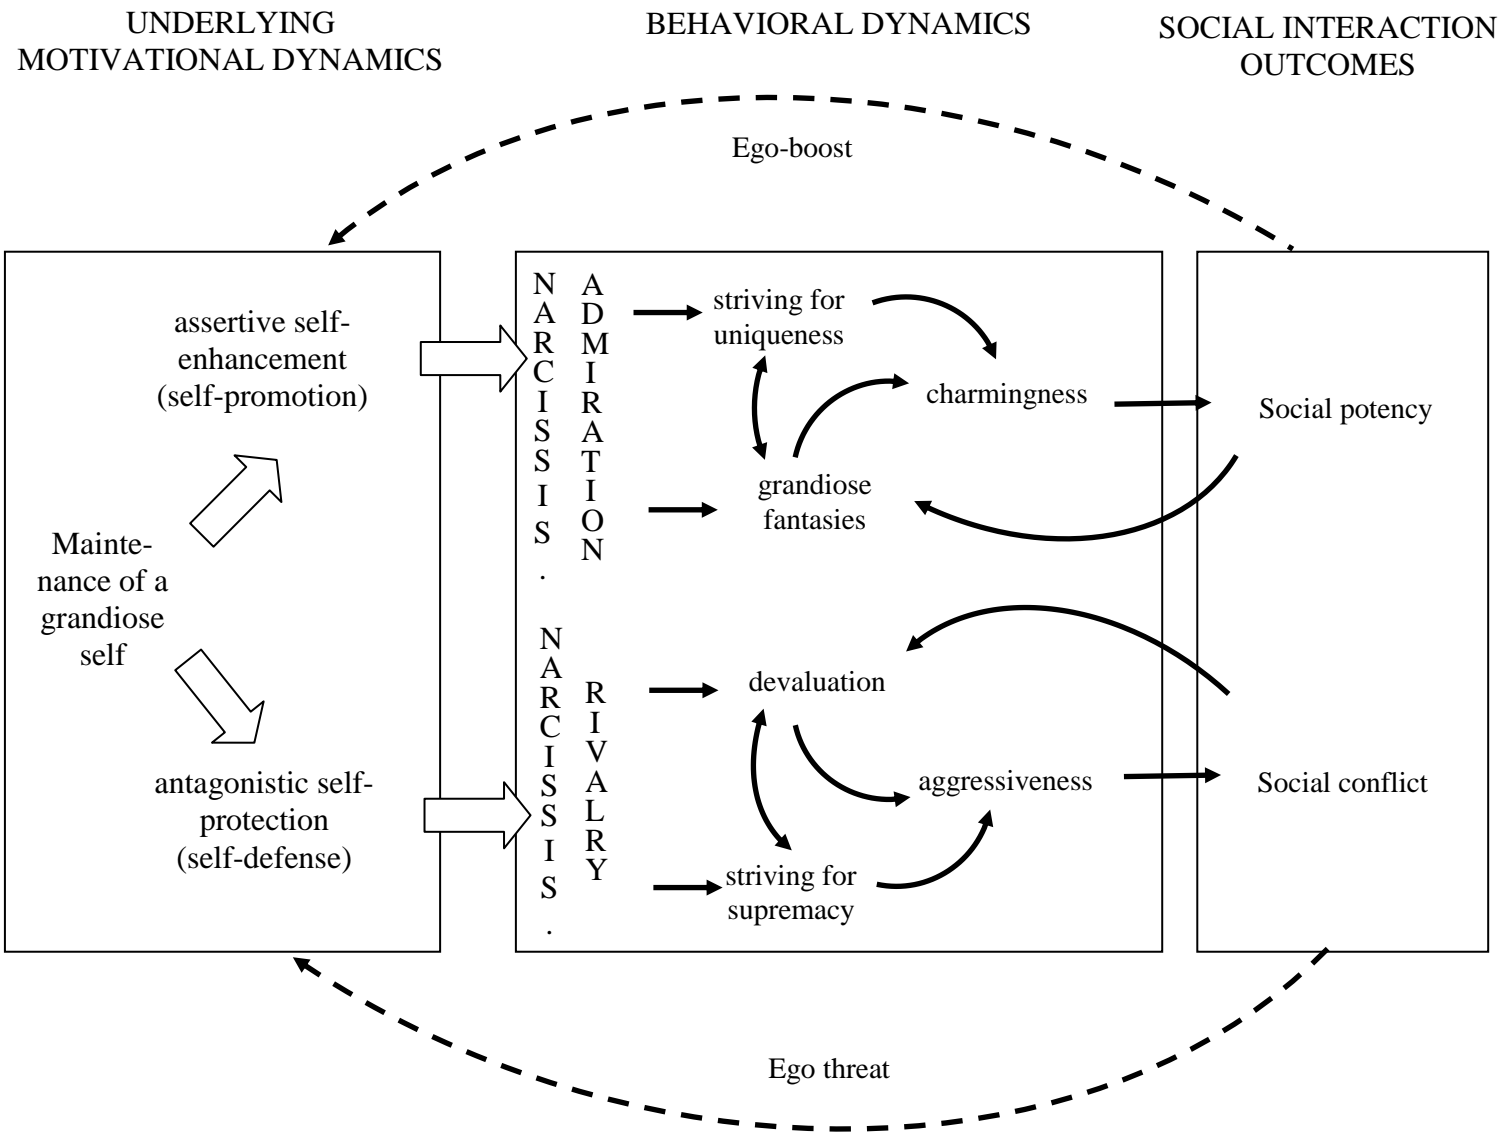 UNDERLYING
MOTIVATIONAL DYNAMICS
BEHAVIORAL DYNAMICS
SOCIAL INTERACTION
OUTCOMES
Ego-boost
assertive self-
enhancement
(self-promotion)
Mainte-
nance of a
grandiose
self
antagonistic self-
protection
(self-defense)
NARCISSIS.
ADMIRATION
striving for
uniqueness
charmingness
grandiose
fantasies
NARCISSIS.
RIVALRY
devaluation
aggressiveness
striving for
supremacy
Social potency
Social conflict
Ego threat